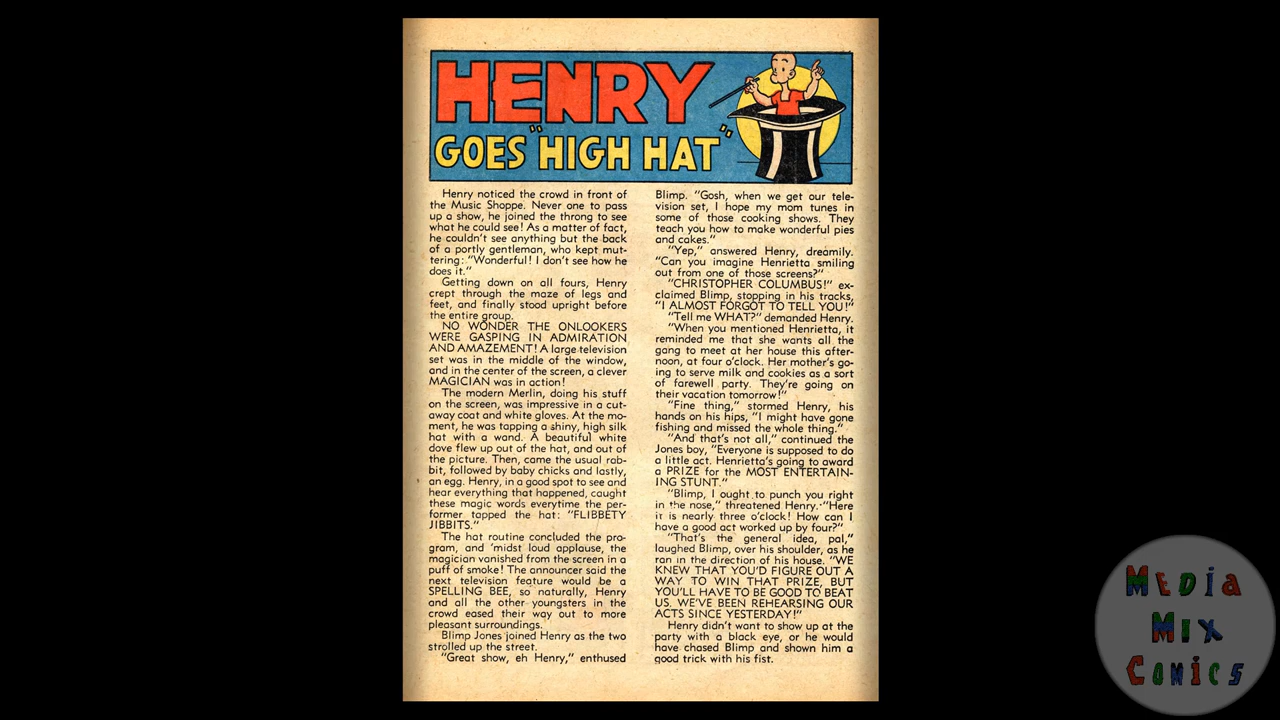 HENRY
GOES "HIGH HAT"
Henry noticed the crowd in front of
the Music Shoppe. Never one to pass
up a show, he joined the throng to see
what he could see! As a matter of fact,
he couldn't see anything but the back
of a portly gentleman, who kept mut-
tering: "Wonderful! I don't see how he
does it."
Getting down on all fours, Henry
crept through the maze of legs and
feet, and finally stood upright before
the entire group.
NO WONDER THE ONLOOKERS
WERE GASPING IN ADMIRATION
AND AMAZEMENT! A large television
set was in the middle of the window,
and in the center of the screen, a clever
MAGICIAN was in action!
The modern Merlin, doing his stuff
on the screen, was impressive in a cut-
away coat and white gloves. At the mo-
ment, he was tapping a shiny, high silk
hat with a wand. A beautiful white
dove flew up out of the hat, and out of
the picture. Then, came the usual rab-
bit, followed by baby chicks and lastly,
an egg. Henry, in a good spot to see and
hear everything that happened, caught
these magic words everytime the per-
former tapped the hat: "FLIBBETY
JIBBITS."
The hat routine concluded the pro-
gram, and 'midst loud applause, the
magician vanished from the screen in a
puff of smoke! The announcer said the
next television feature would be a
SPELLING BEE, so naturally, Henry
and all the other youngsters in the
crowd eased their way out to more
pleasant surroundings.
Blimp Jones joined Henry as the two
strolled up the street.
"Great show, eh Henry," enthused
Blimp. "Gosh, when we get our tele-
vision set, I hope my mom tunes in
some of those cooking shows. They
teach you how to make wonderful pies
and cakes."
"Yep," answered Henry, dreamily.
"Can you imagine Henrietta smiling
out from one of those screens?"
"CHRISTOPHER COLUMBUS!" ex-
claimed Blimp, stopping in his tracks,
"I ALMOST FORGOT TO TELL YOU!"
"Tell me WHAT?" demanded Henry.
"When you mentioned Henrietta, it
reminded me that she wants all the
gang to meet at her house this after-
noon, at four o'clock. Her mother's go-
ing to serve milk and cookies as a sort
of farewell party. They're going on
their vacation tomorrow!"
"Fine thing," stormed Henry, his
hands on his hips, "I might have gone
fishing and missed the whole thing."
"And that's not all," continued the
Jones boy, "Everyone is supposed to do
a little act. Henrietta's going to award
a PRIZE for the MOST ENTERTAIN-
ING STUNT."
"Blimp, I ought to punch you right
in the nose," threatened Henry. "Here
it is nearly three o'clock! How can I
have a good act worked up by four?"
"That's the general idea, pal,"
laughed Blimp, over his shoulder, as he
ran in the direction of his house. "WE
KNEW THAT YOU'D FIGURE OUT A
WAY TO WIN THAT PRIZE, BUT
YOU'LL HAVE TO BE GOOD TO BEAT
US. WE'VE BEEN REHEARSING OUR
ACTS SINCE YESTERDAY!"
Henry didn't want to show up at the
party with a black eye, or he would
have chased Blimp and shown him a
good trick with his fist.
MEDIA
MIX
COMICS